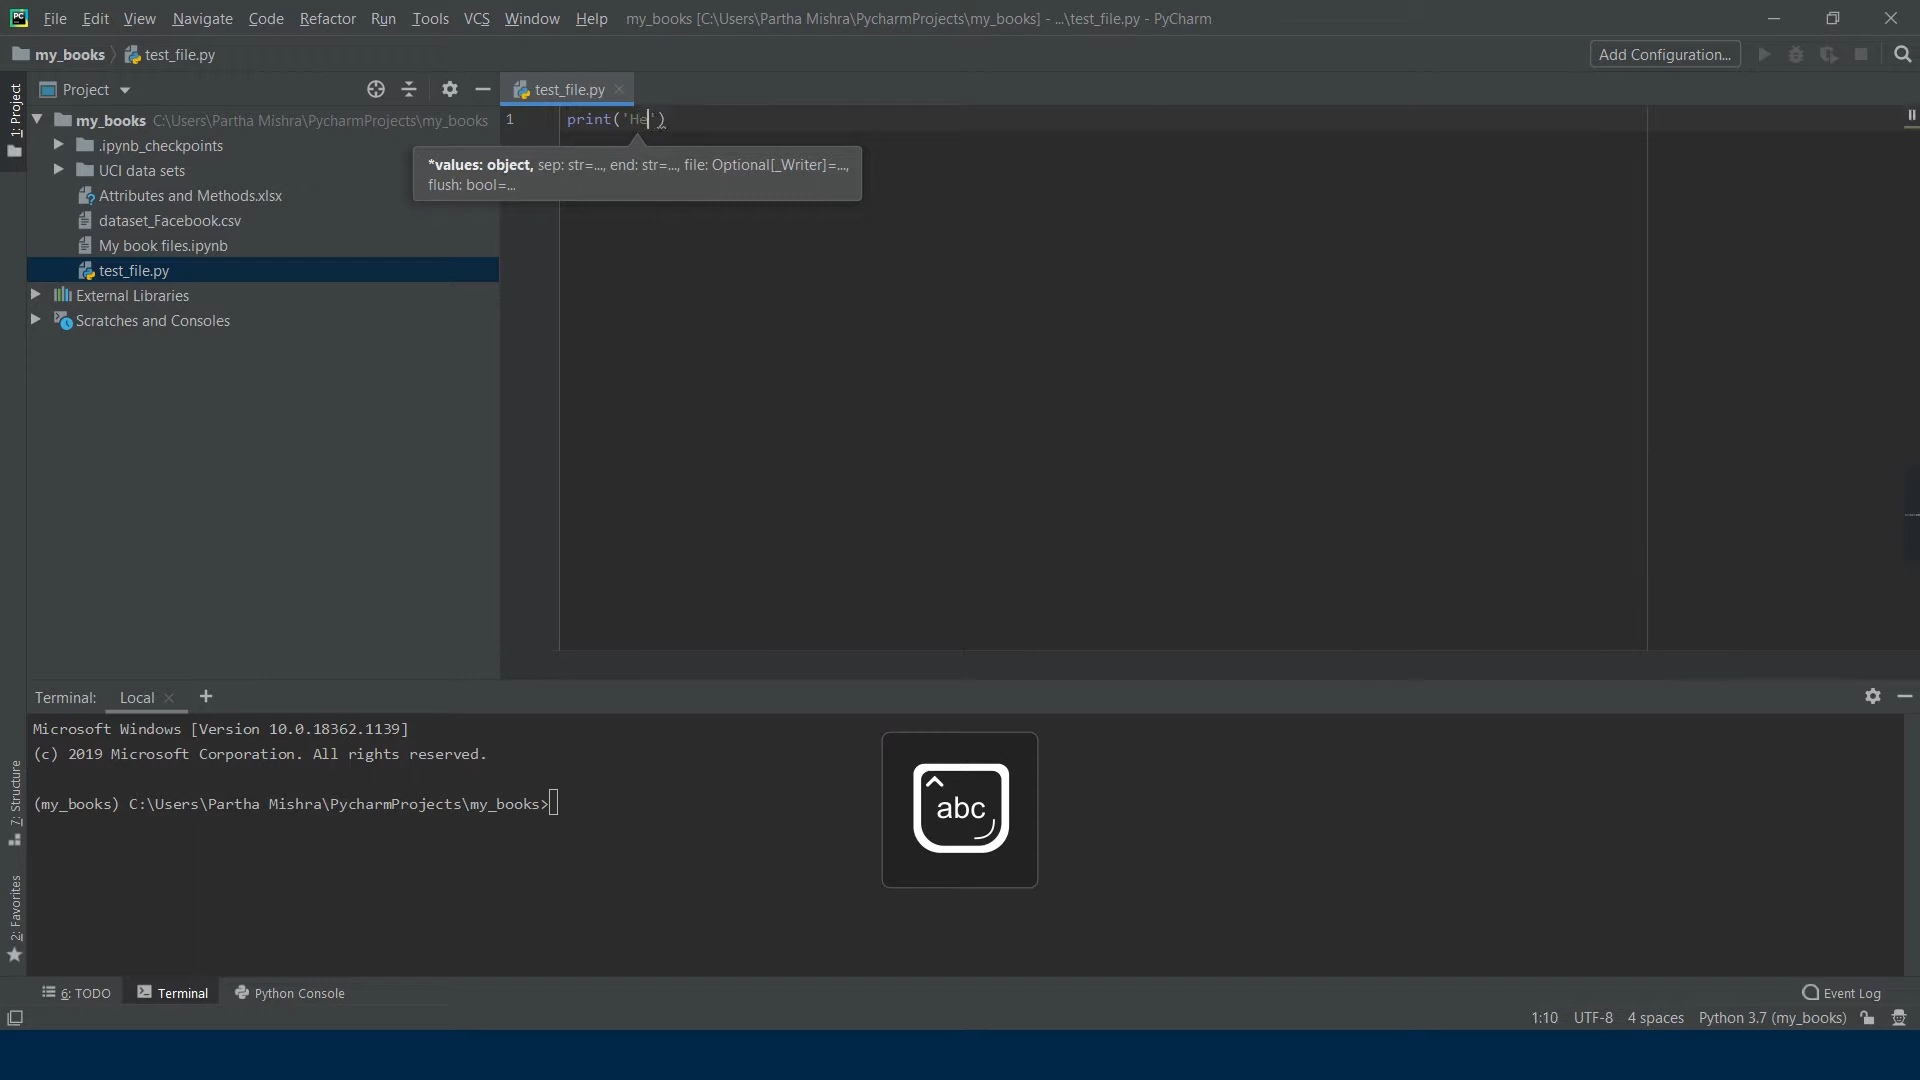 PC File Edit View Navigate Code Refactor Run Tools VCS Window Help my_books [C:\Users\Partha Mishra\PycharmProjects\my_books] - ...\test_file.py - PyCharm
my_books test_file.py Add Configuration...
1: Project
Project test_file.py
my_books C:\Users\Partha Mishra\PycharmProjects\my_books
.ipynb_checkpoints
UCI data sets
Attributes and Methods.xlsx
dataset_Facebook.csv
My book files.ipynb
test_file.py
External Libraries
Scratches and Consoles
1 print('He')
*values: object, sep: str=..., end: str=..., file: Optional[_Writer]=...,
flush: bool=...
Terminal: Local +
Microsoft Windows [Version 10.0.18362.1139]
(c) 2019 Microsoft Corporation. All rights reserved.
(my_books) C:\Users\Partha Mishra\PycharmProjects\my_books>
abc
7: Structure
2: Favorites
6: TODO Terminal Python Console Event Log
1:10 UTF-8 4 spaces Python 3.7 (my_books)